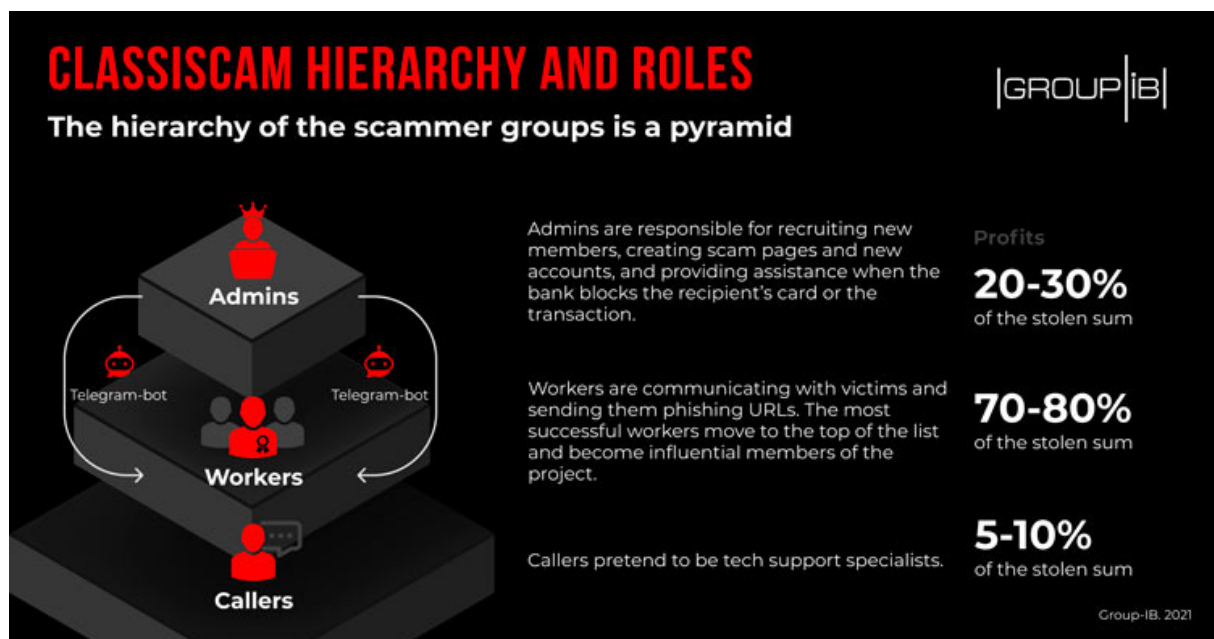 CLASSISCAM HIERARCHY AND ROLES
The hierarchy of the scammer groups is a pyramid
|GROUP|iB|
Admins
Telegram-bot
Telegram-bot
Workers
Callers
Admins are responsible for recruiting new
members, creating scam pages and new
accounts, and providing assistance when the
bank blocks the recipient's card or the
transaction.
Profits
20-30%
of the stolen sum
Workers are communicating with victims and
sending them phishing URLs. The most
successful workers move to the top of the list
and become influential members of the
project.
70-80%
of the stolen sum
Callers pretend to be tech support specialists.
5-10%
of the stolen sum
Group-IB. 2021